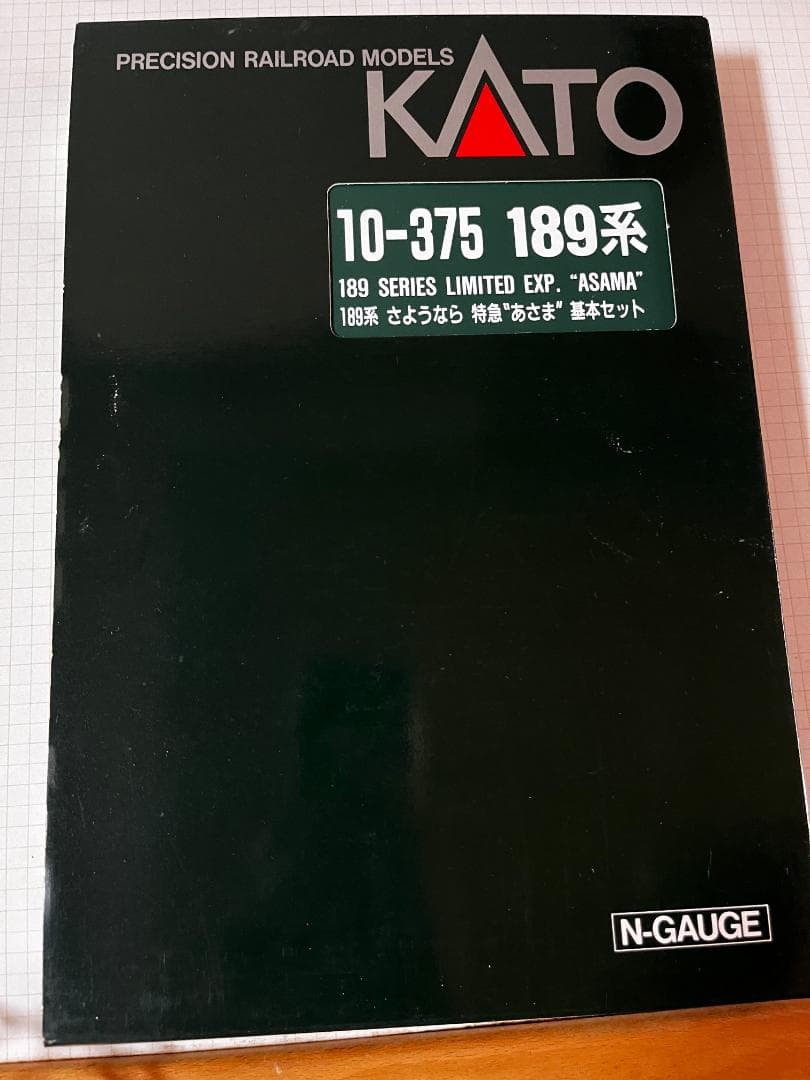 PRECISION RAILROAD MODELS
KATO
10-375 189系
189 SERIES LIMITED EXP. "ASAMA"
189系 さようなら 特急"あさま" 基本セット
N-GAUGE